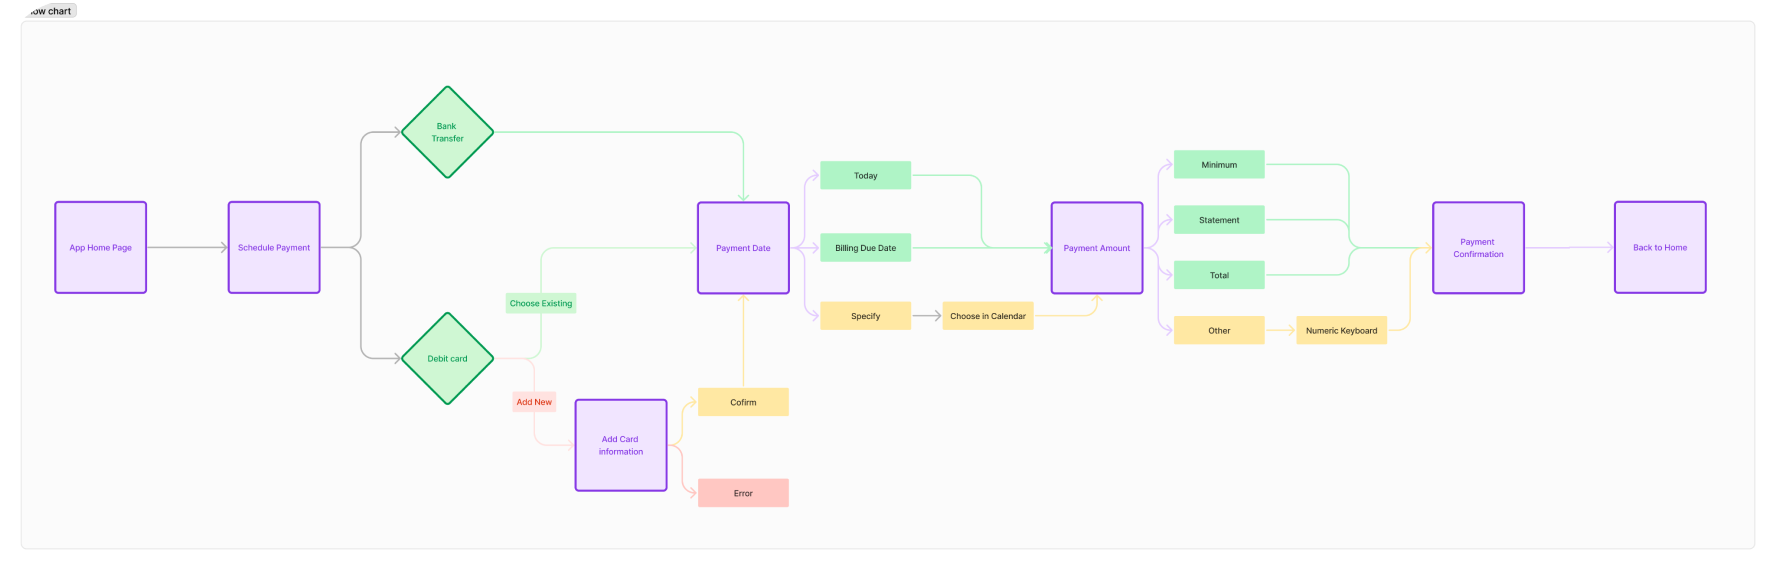 ow chart
App Home Page
Schedule Payment
Bank
Transfer
Debit card
Choose Existing
Add New
Add Card
information
Cofirm
Error
Payment Date
Today
Billing Due Date
Specify
Choose in Calendar
Payment Amount
Minimum
Statement
Total
Other
Numeric Keyboard
Payment
Confirmation
Back to Home